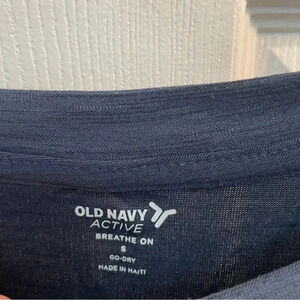 OLD NAVY
ACTIVE
BREATHE ON
S
GO-DRY
MADE IN HAITI